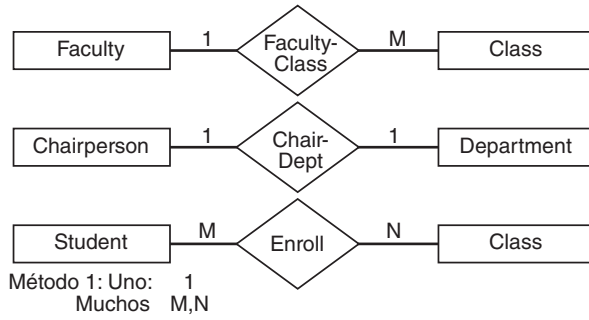 Faculty 1 Faculty- Class M Class
Chairperson 1 Chair- Dept 1 Department
Student M Enroll N Class
Método 1: Uno: 1
Muchos M,N